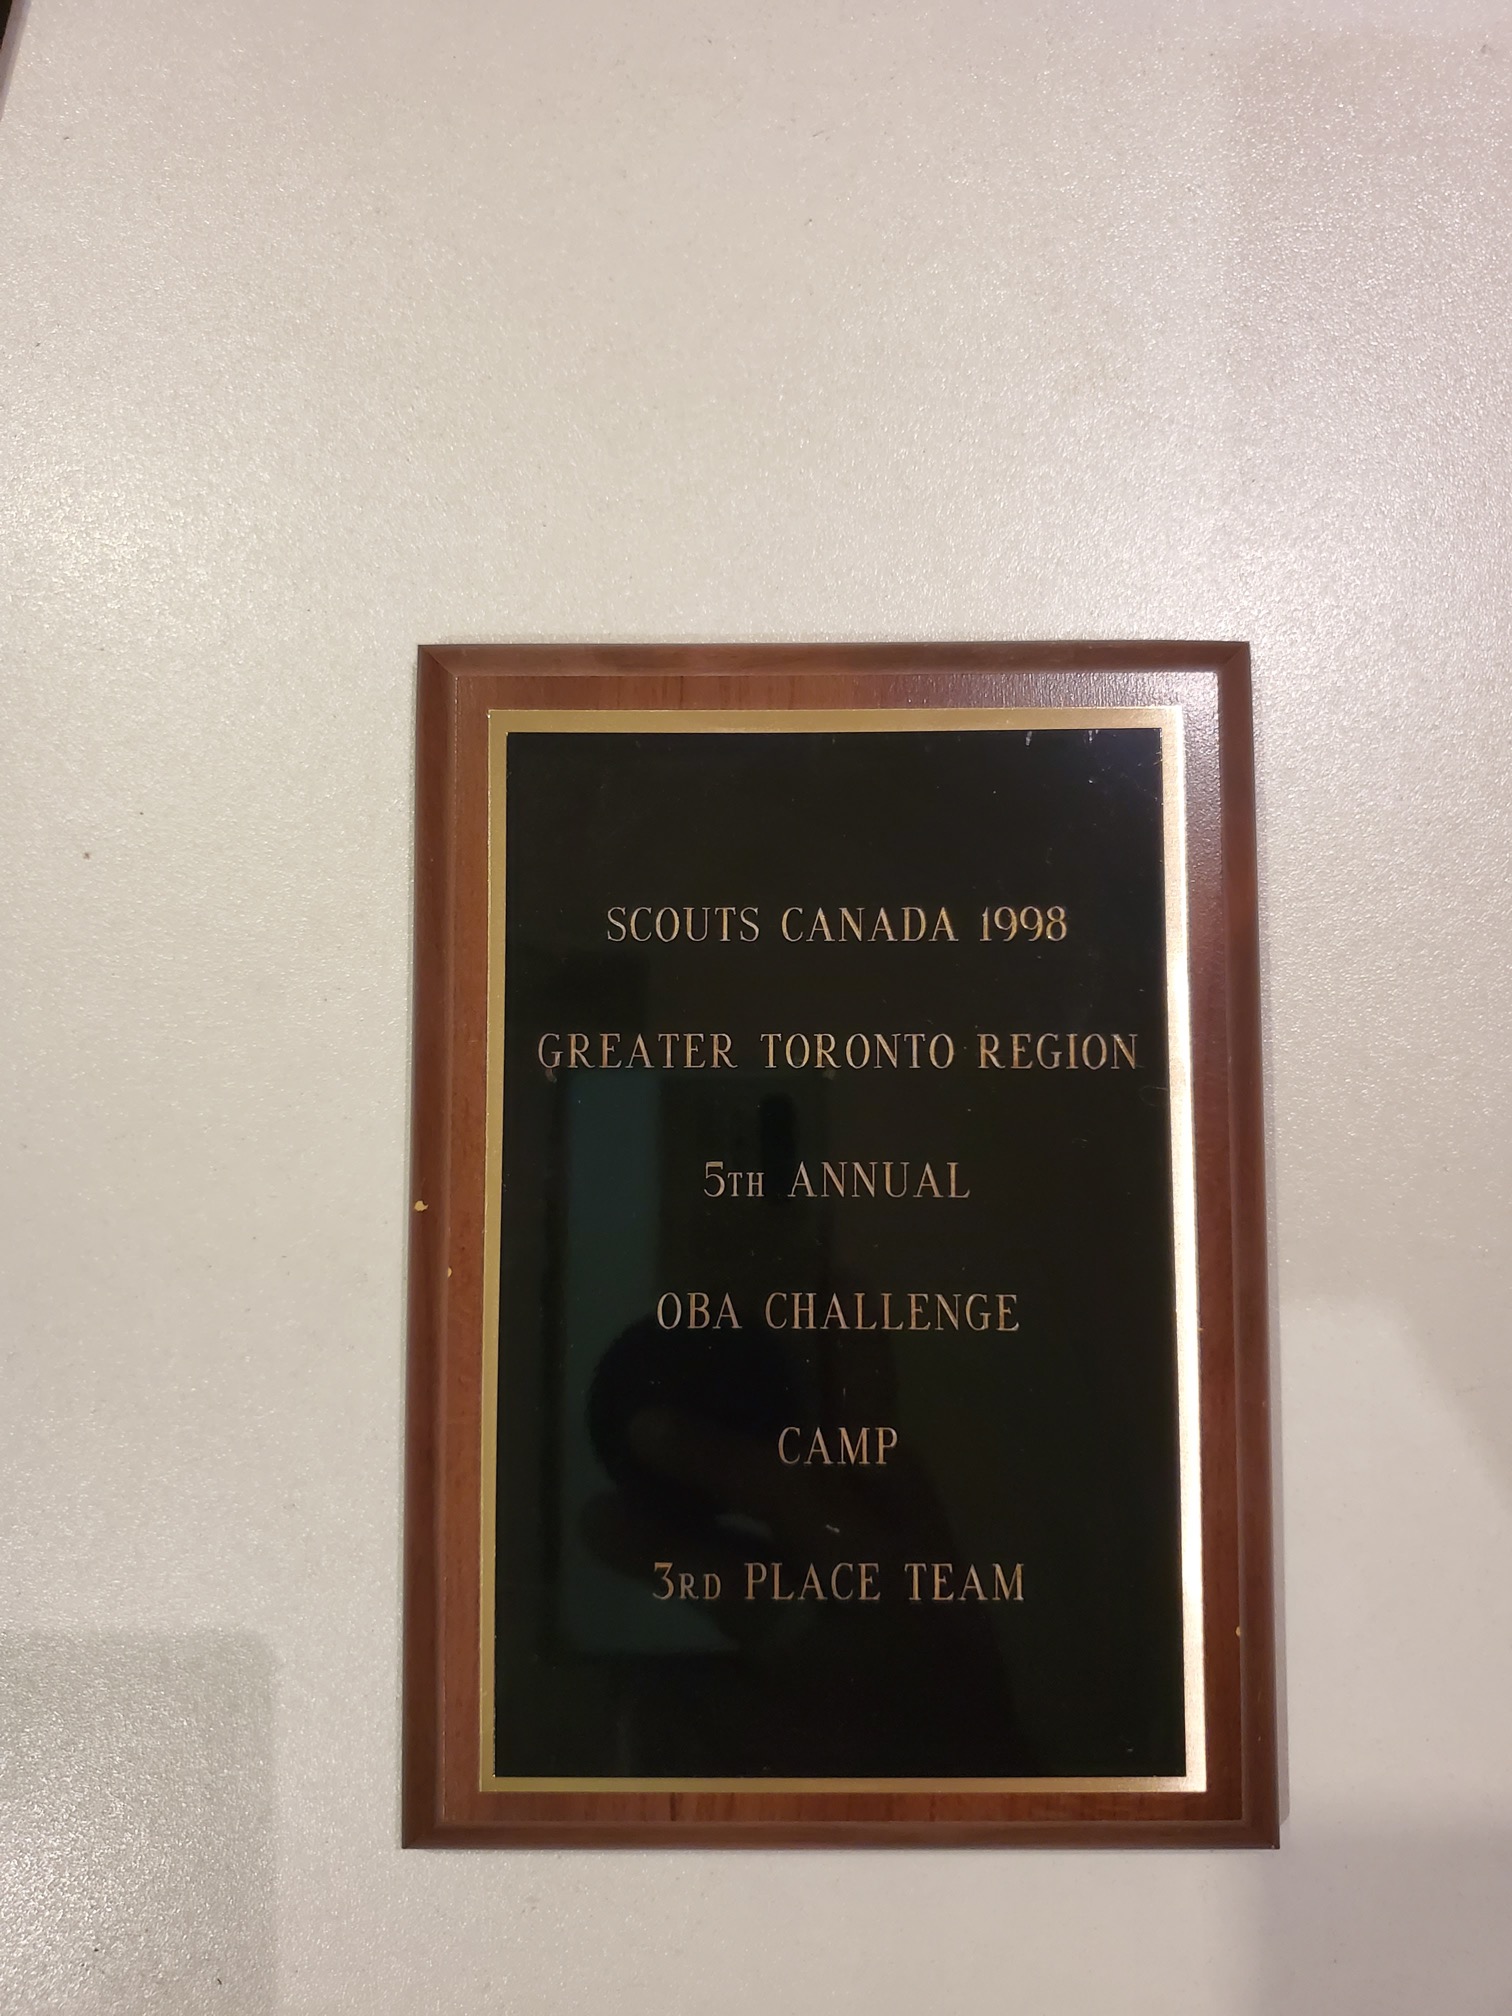 SCOUTS CANADA 1998
GREATER TORONTO REGION
5TH ANNUAL
OBA CHALLENGE
CAMP
3RD PLACE TEAM